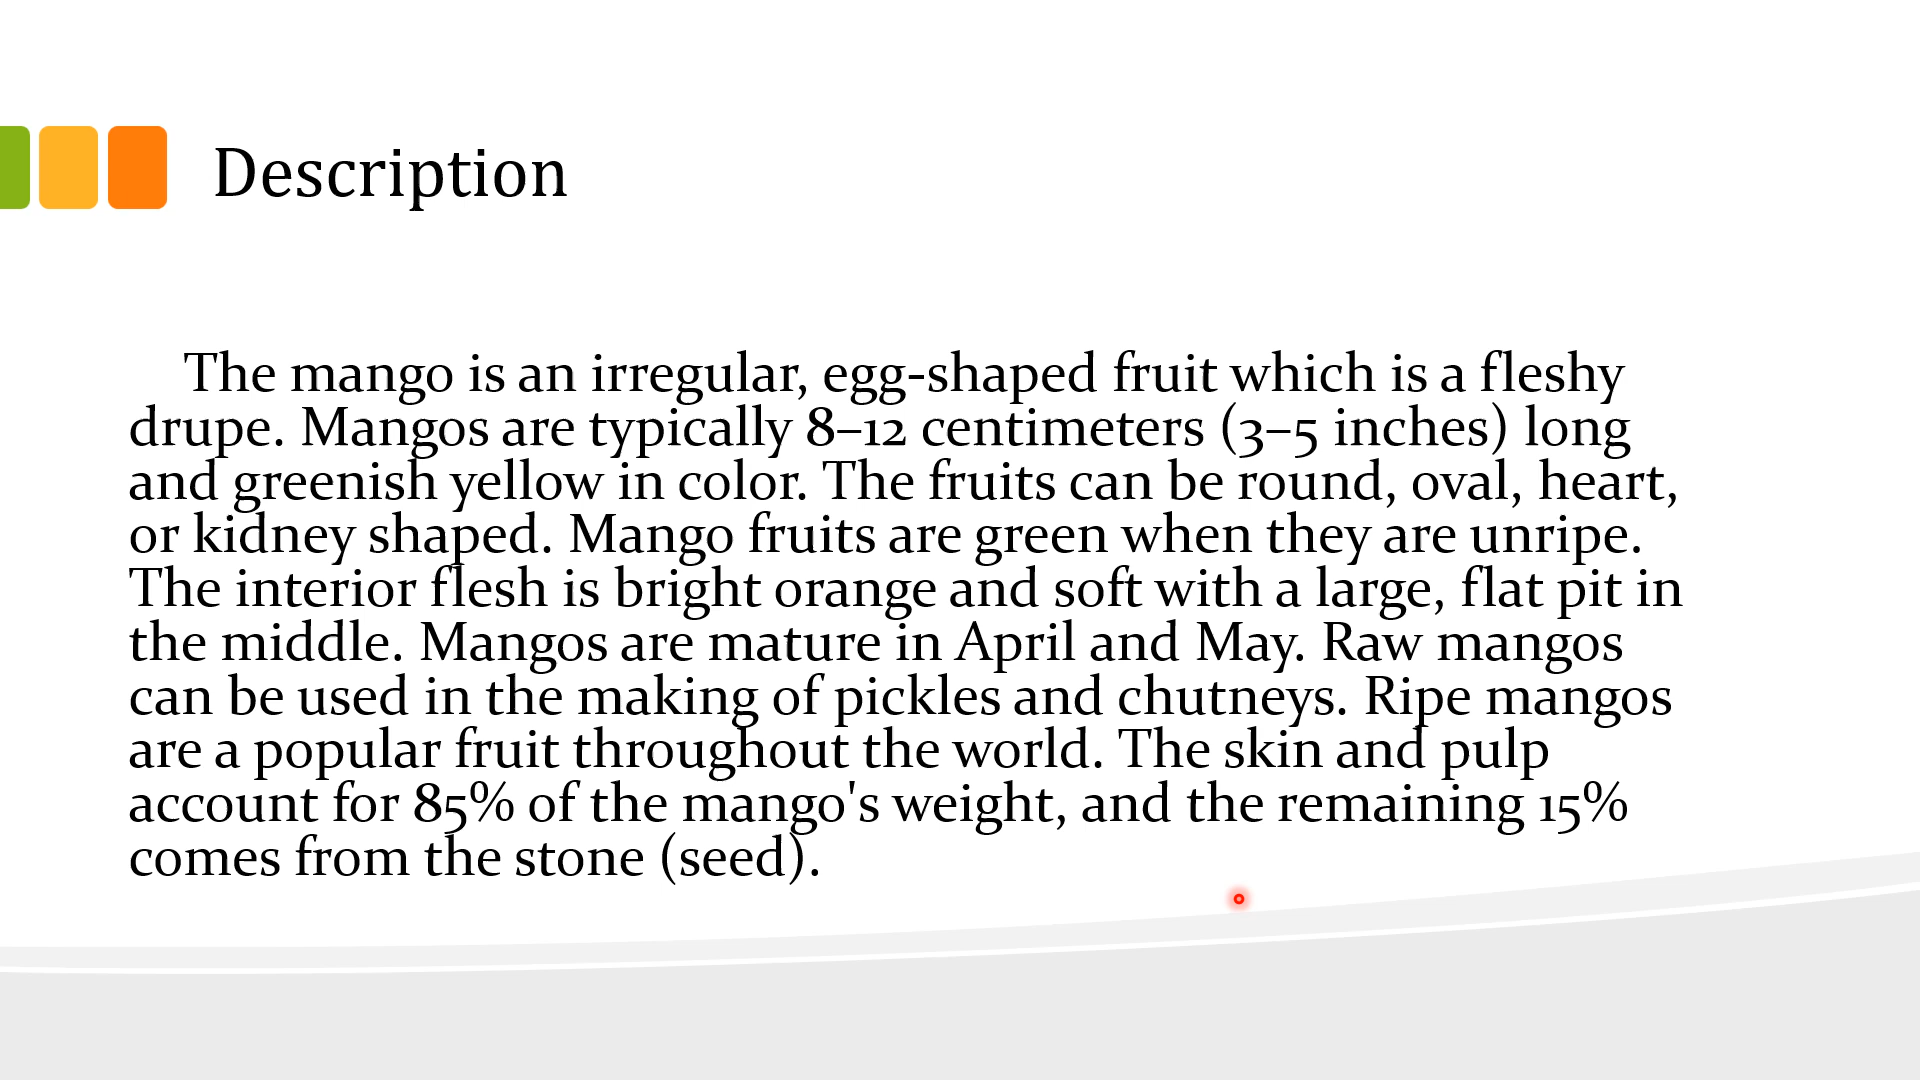 Description
The mango is an irregular, egg-shaped fruit which is a fleshy
drupe. Mangos are typically 8–12 centimeters (3–5 inches) long
and greenish yellow in color. The fruits can be round, oval, heart,
or kidney shaped. Mango fruits are green when they are unripe.
The interior flesh is bright orange and soft with a large, flat pit in
the middle. Mangos are mature in April and May. Raw mangos
can be used in the making of pickles and chutneys. Ripe mangos
are a popular fruit throughout the world. The skin and pulp
account for 85% of the mango's weight, and the remaining 15%
comes from the stone (seed).